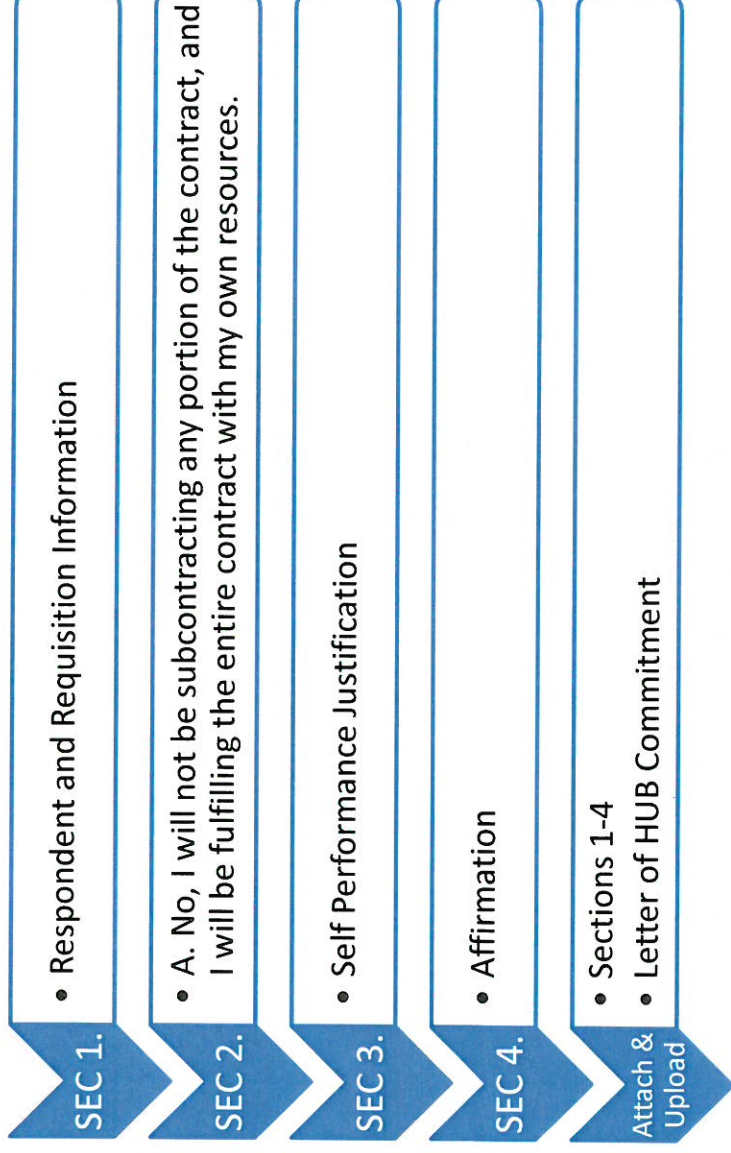 SEC 1.
• Respondent and Requisition Information
SEC 2.
• A. No, I will not be subcontracting any portion of the contract, and
I will be fulfilling the entire contract with my own resources.
SEC 3.
• Self Performance Justification
SEC 4.
• Affirmation
Attach &
Upload
• Sections 1-4
• Letter of HUB Commitment